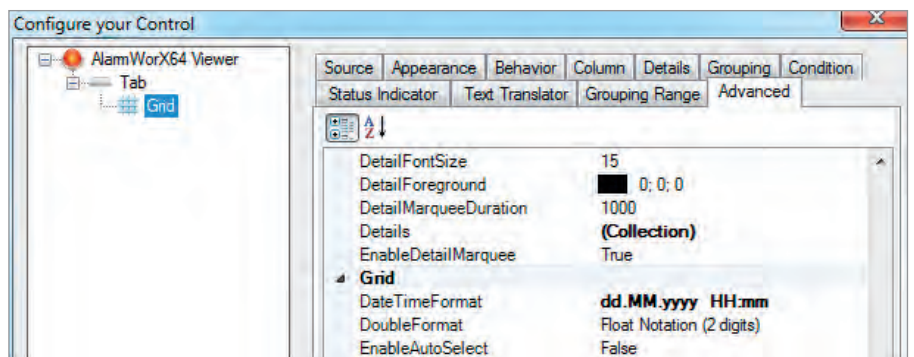 Configure your Control
AlarmWorX64 Viewer
Tab
Grid
Source Appearance Behavior Column Details Grouping Condition
Status Indicator Text Translator Grouping Range Advanced
DetailFontSize 15
DetailForeground 0; 0; 0
DetailMarqueeDuration 1000
Details (Collection)
EnableDetailMarquee True
Grid
DateTimeFormat dd.MM.yyyy HH:mm
DoubleFormat Float Notation (2 digits)
EnableAutoSelect False